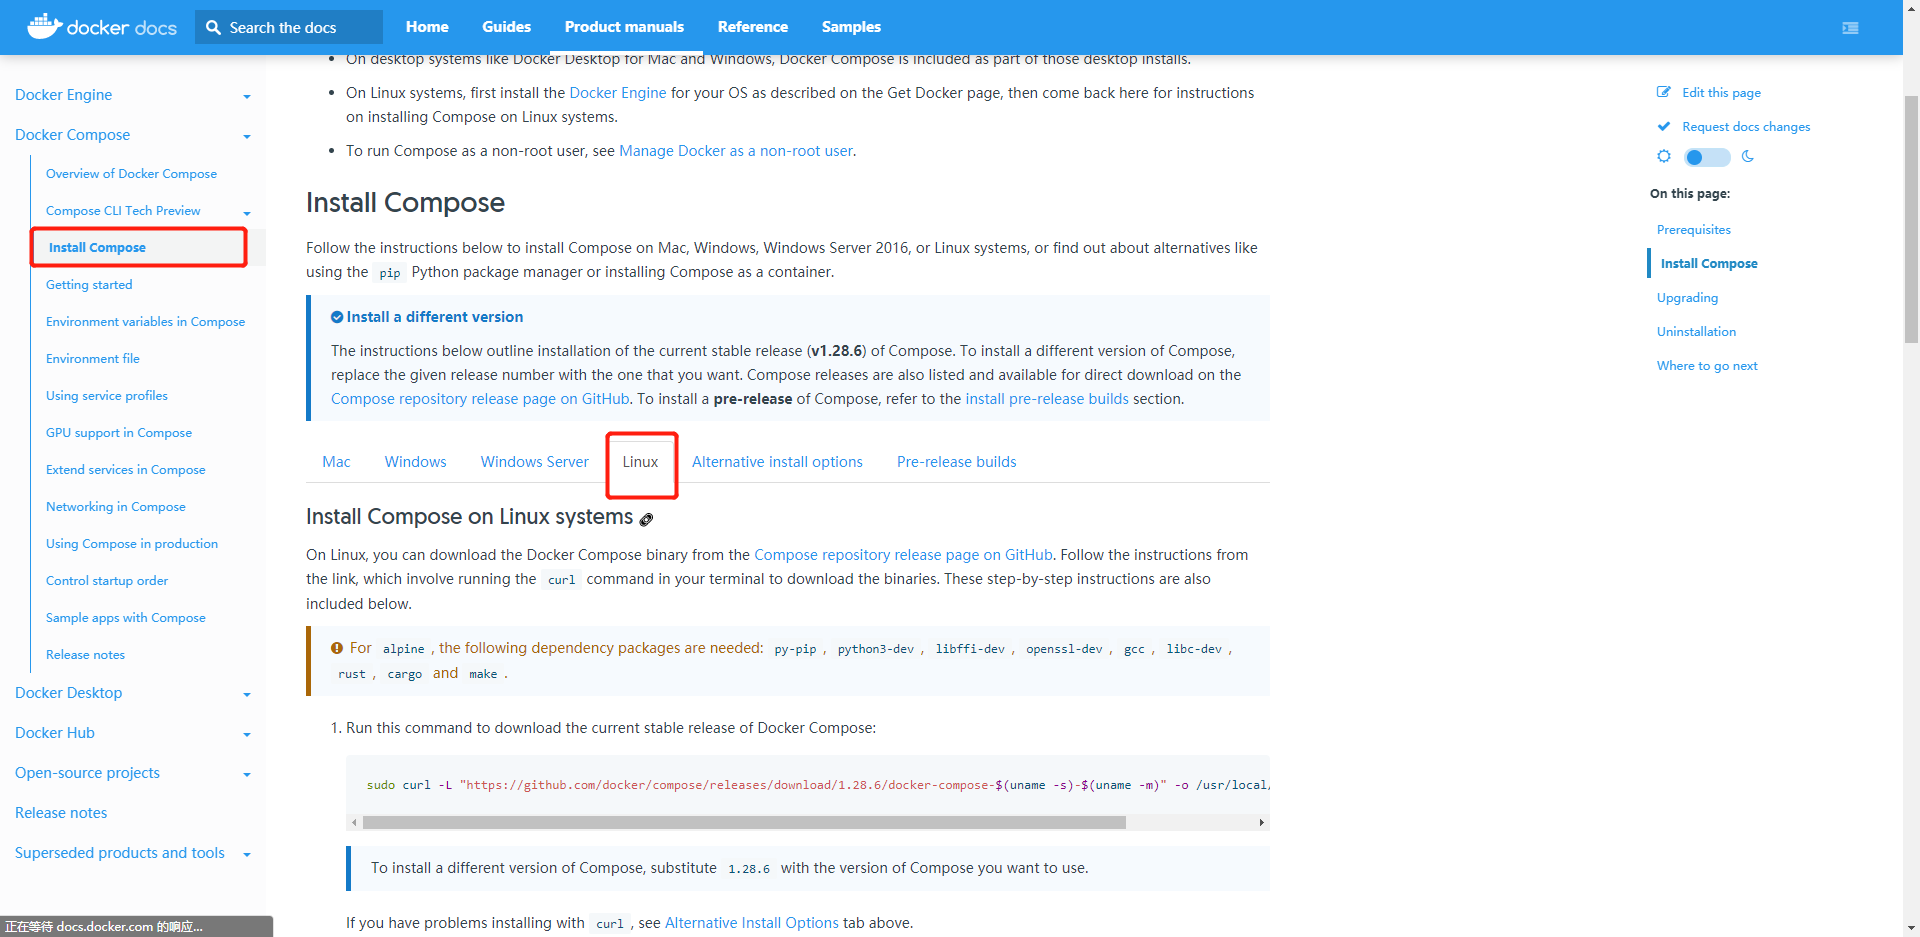 docker docs
Search the docs
Home
Guides
Product manuals
Reference
Samples
Docker Engine
Docker Compose
Overview of Docker Compose
Compose CLI Tech Preview
Install Compose
Getting started
Environment variables in Compose
Environment file
Using service profiles
GPU support in Compose
Extend services in Compose
Networking in Compose
Using Compose in production
Control startup order
Sample apps with Compose
Release notes
Docker Desktop
Docker Hub
Open-source projects
Release notes
Superseded products and tools
On desktop systems like Docker Desktop for Mac and Windows, Docker Compose is included as part of those desktop installs.
On Linux systems, first install the Docker Engine for your OS as described on the Get Docker page, then come back here for instructions
on installing Compose on Linux systems.
To run Compose as a non-root user, see Manage Docker as a non-root user.
Install Compose
Follow the instructions below to install Compose on Mac, Windows, Windows Server 2016, or Linux systems, or find out about alternatives like
using the pip Python package manager or installing Compose as a container.
Install a different version
The instructions below outline installation of the current stable release (v1.28.6) of Compose. To install a different version of Compose,
replace the given release number with the one that you want. Compose releases are also listed and available for direct download on the
Compose repository release page on GitHub. To install a pre-release of Compose, refer to the install pre-release builds section.
Mac
Windows
Windows Server
Linux
Alternative install options
Pre-release builds
Install Compose on Linux systems
On Linux, you can download the Docker Compose binary from the Compose repository release page on GitHub. Follow the instructions from
the link, which involve running the curl command in your terminal to download the binaries. These step-by-step instructions are also
included below.
For alpine , the following dependency packages are needed: py-pip , python3-dev , libffi-dev , openssl-dev , gcc , libc-dev ,
rust , cargo and make .
1. Run this command to download the current stable release of Docker Compose:
sudo curl -L "https://github.com/docker/compose/releases/download/1.28.6/docker-compose-$(uname -s)-$(uname -m)" -o /usr/local/
To install a different version of Compose, substitute 1.28.6 with the version of Compose you want to use.
If you have problems installing with curl , see Alternative Install Options tab above.
Edit this page
Request docs changes
On this page:
Prerequisites
Install Compose
Upgrading
Uninstallation
Where to go next
正在等待 docs.docker.com 的响应...